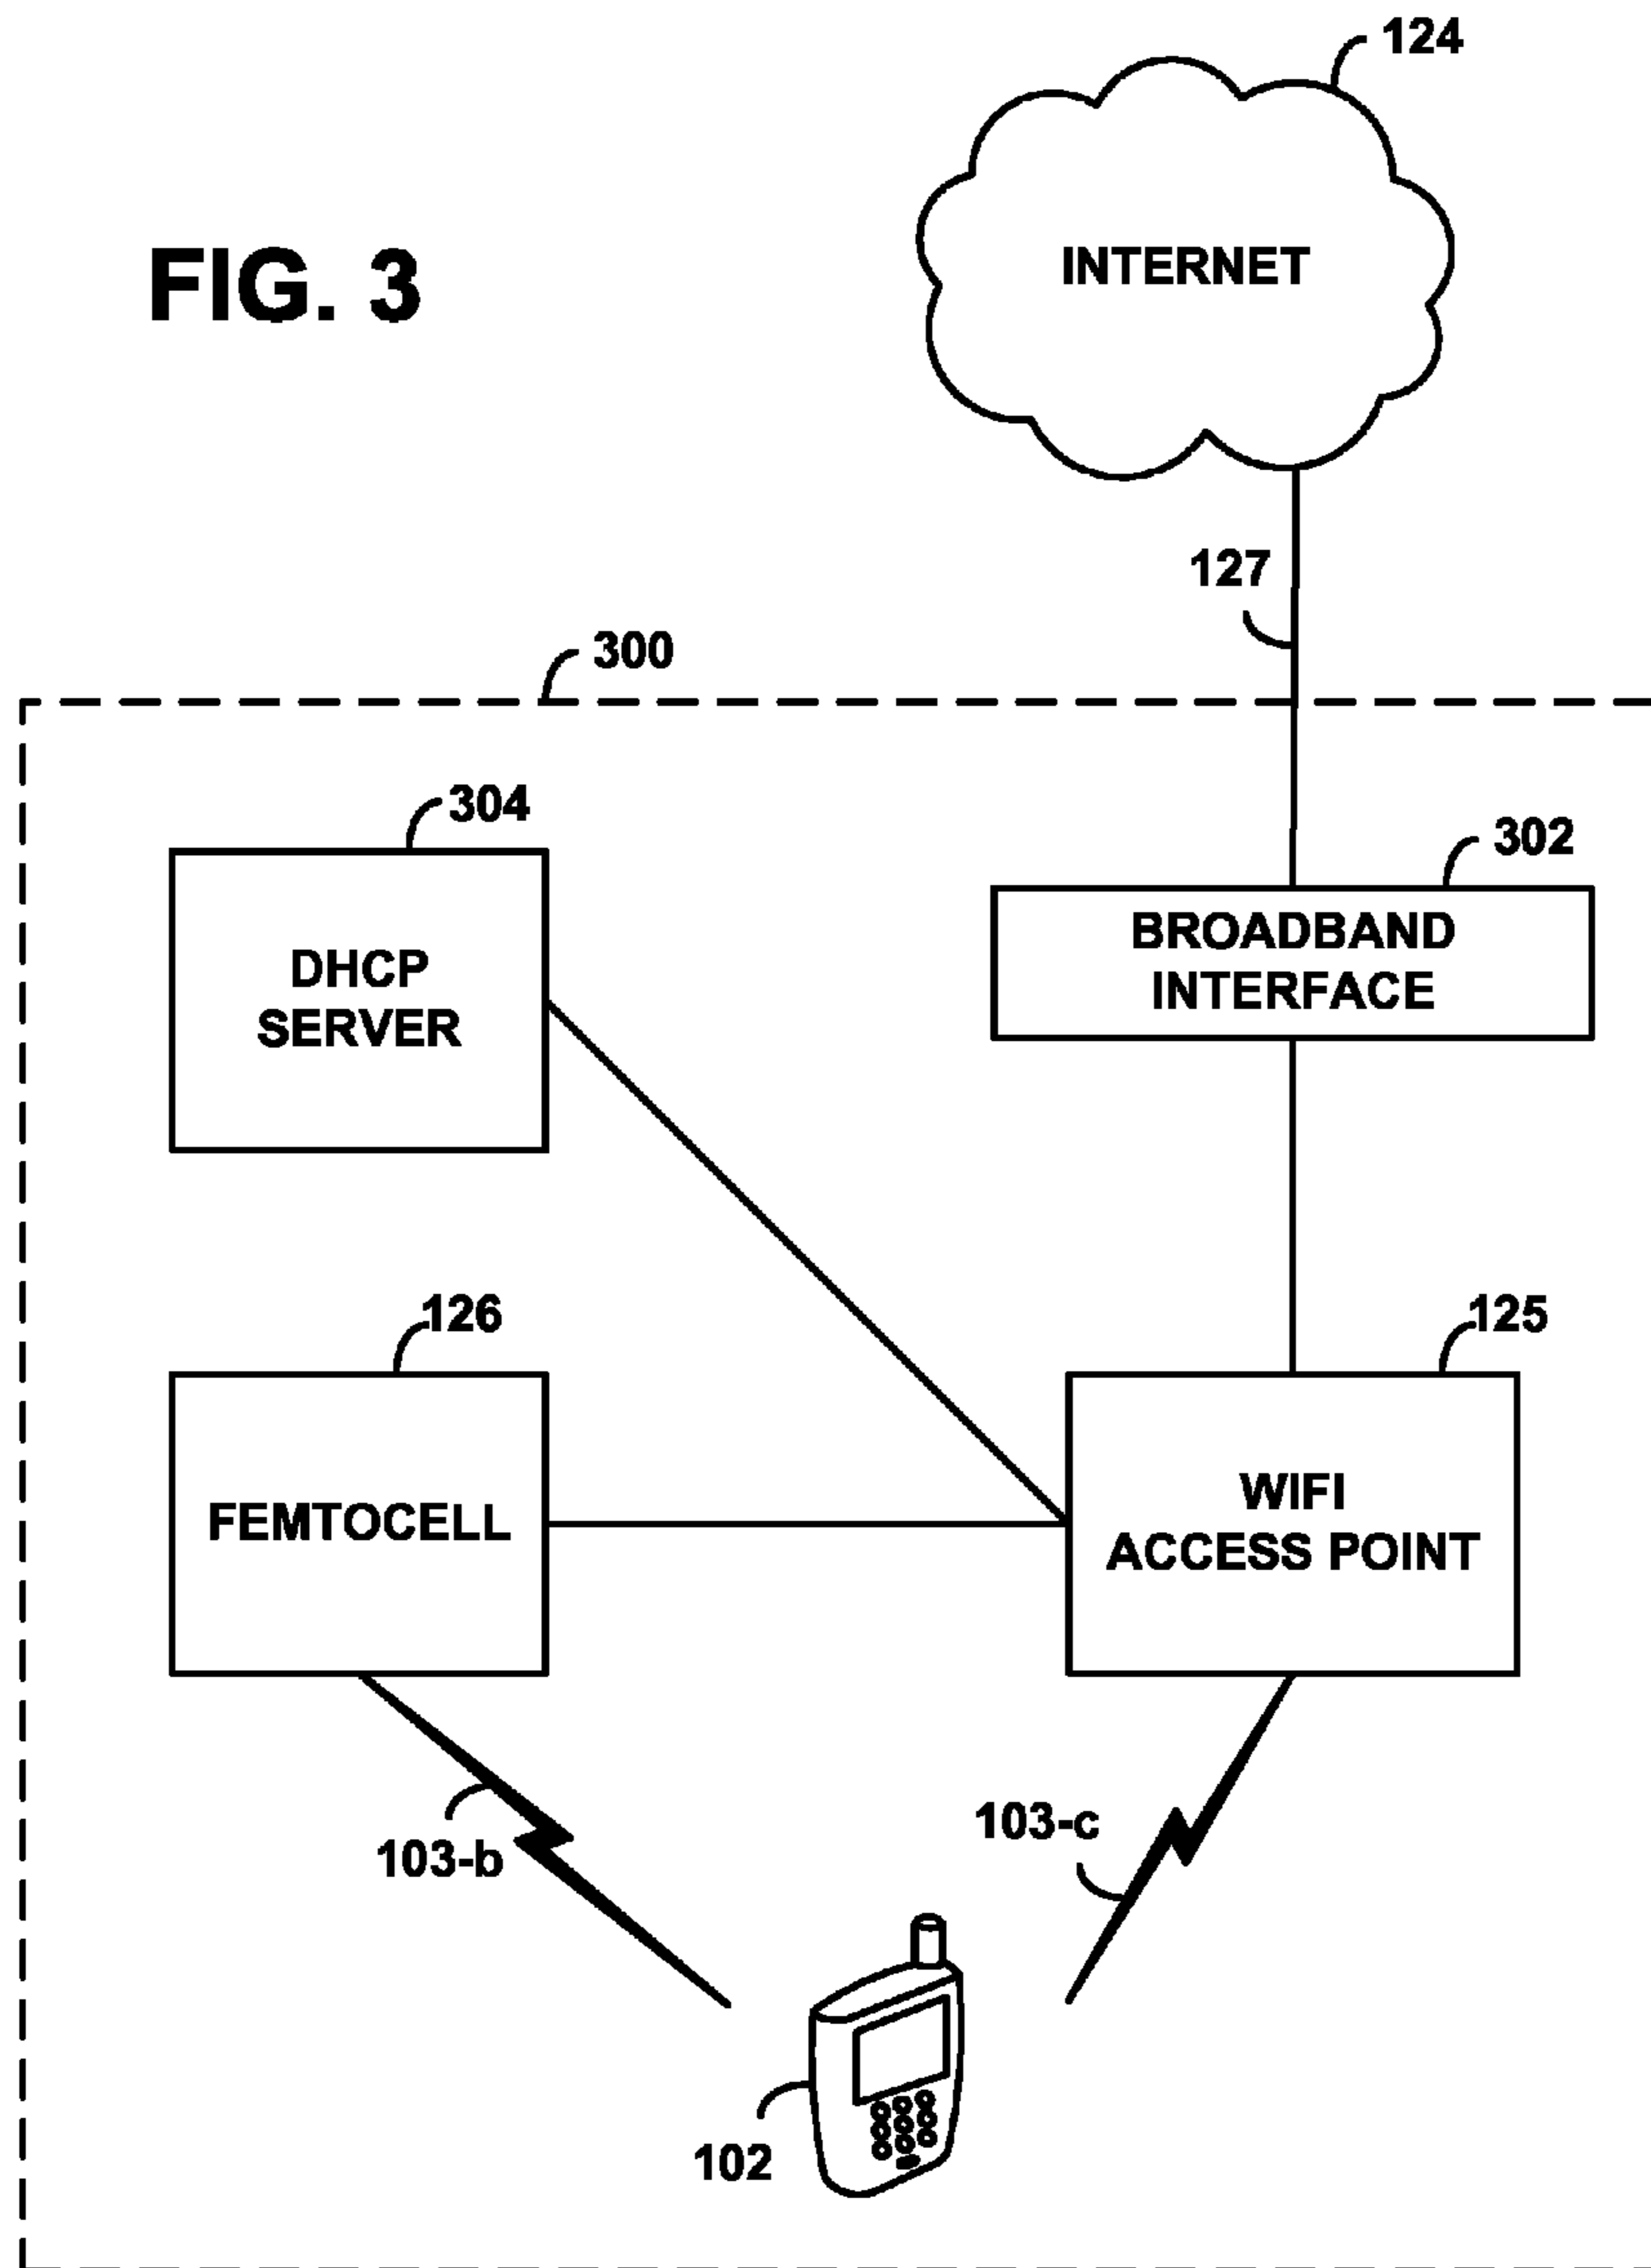 124
INTERNET
FIG. 3
127
300
304
302
DHCP
SERVER
BROADBAND
INTERFACE
126
125
FEMTOCELL
WIFI
ACCESS POINT
103-b
103-c
102